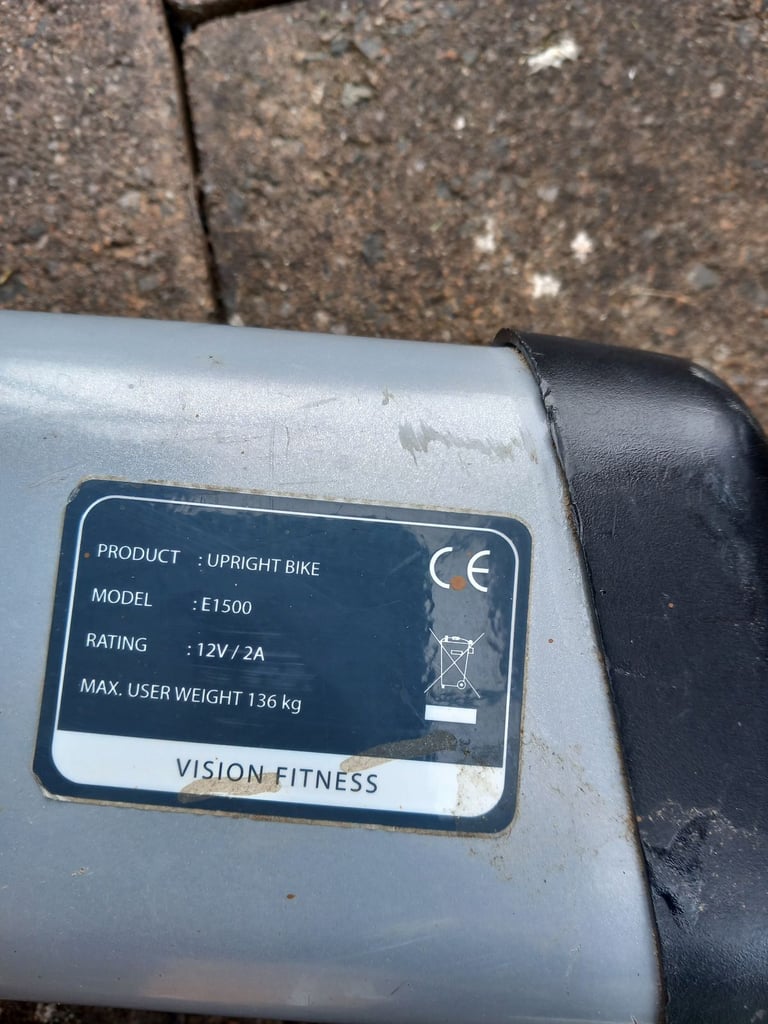 PRODUCT : UPRIGHT BIKE
CE
MODEL : E1500
RATING : 12V / 2A
MAX. USER WEIGHT 136 kg
VISION FITNESS